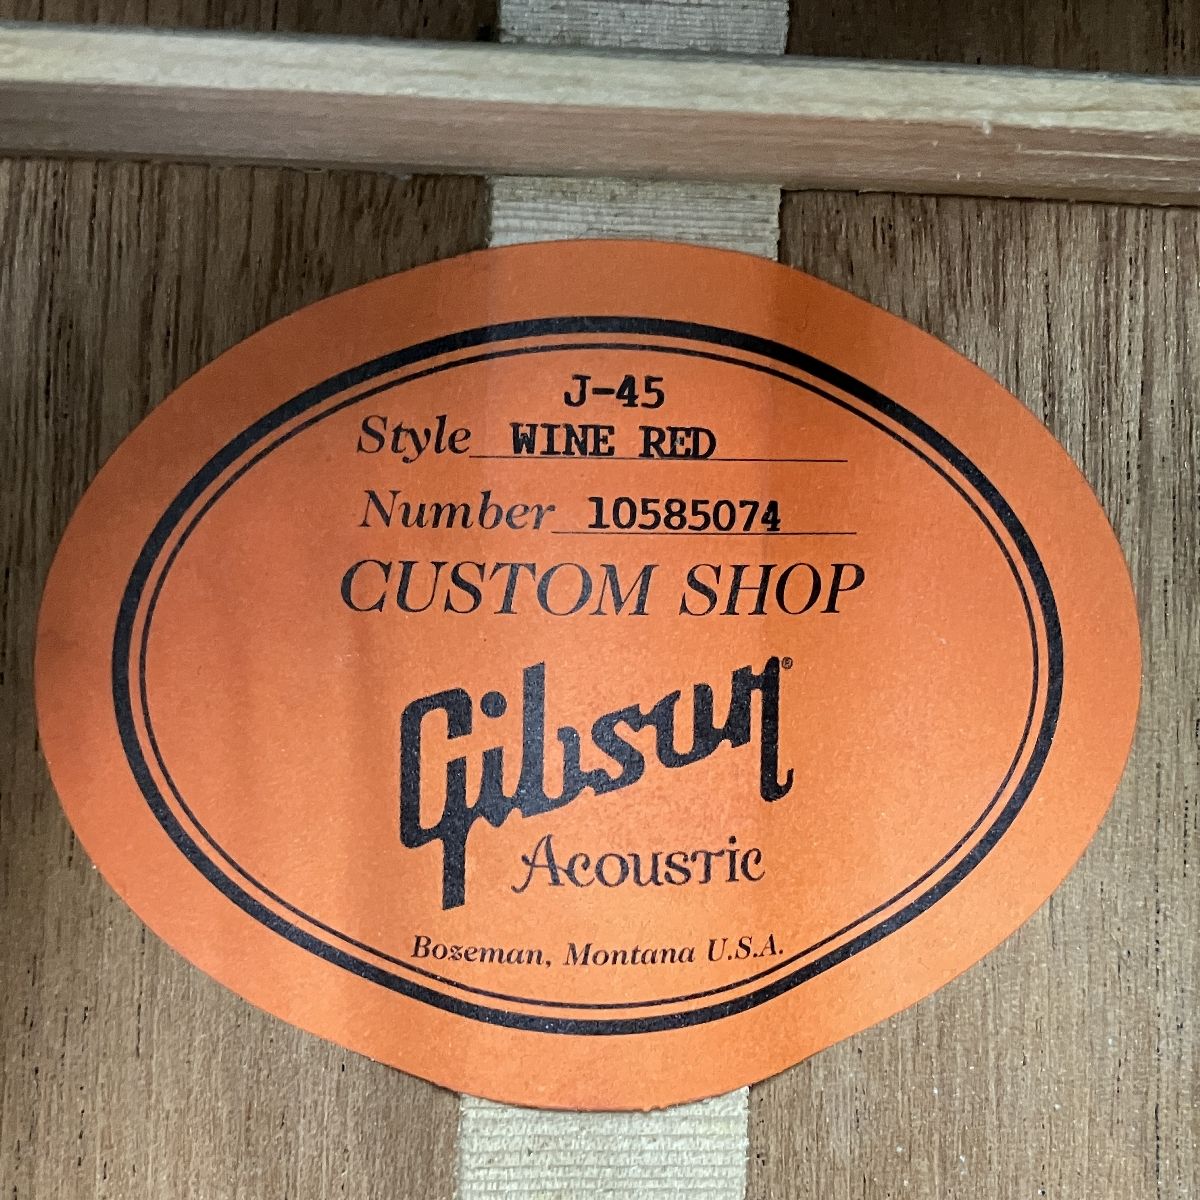 J-45
Style WINE RED
Number 10585074
CUSTOM SHOP
Gibson®
Acoustic
Bozeman, Montana U.S.A.